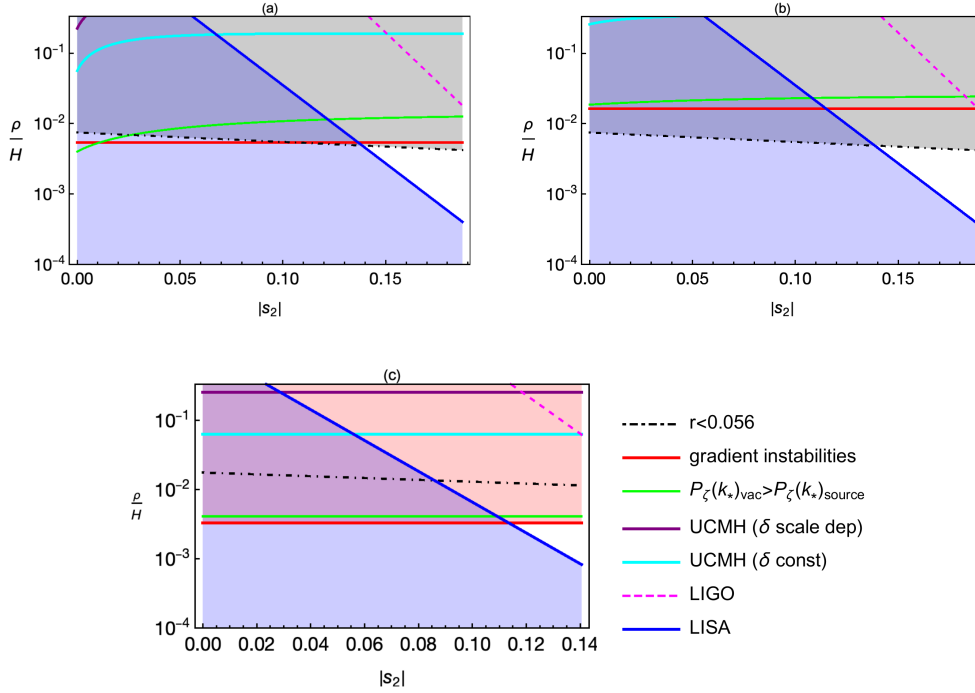 (a)
10⁻¹
10⁻²
10⁻³
10⁻⁴
ρ
H
0.00 0.05 0.10 0.15
|s₂|
(b)
10⁻¹
10⁻²
10⁻³
10⁻⁴
ρ
H
0.00 0.05 0.10 0.15
|s₂|
(c)
10⁻¹
10⁻²
10⁻³
10⁻⁴
ρ
H
0.00 0.02 0.04 0.06 0.08 0.10 0.12 0.14
|s₂|
r<0.056
gradient instabilities
P_ζ(k_*)_vac>P_ζ(k_*)_source
UCMH (δ scale dep)
UCMH (δ const)
LIGO
LISA